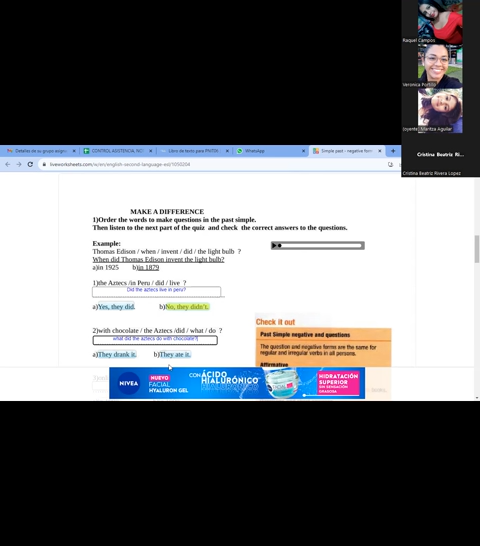 Raquel Campos
Veronica Portillo
Maritza Aguilar
Cristina Beatriz Ri...
Cristina Beatriz Rivera Lopez
Detalles de su grupo asigna
CONTROL ASISTENCIA, NO
Libro de texto para
WhatsApp
Simple past - negative form
liveworksheets.com/w/en/english-second-language-esl/1050204
MAKE A DIFFERENCE
1)Order the words to make questions in the past simple.
Then listen to the next part of the quiz and check the correct answers to the questions.
Example:
Thomas Edison / when / invent / did / the light bulb ?
When did Thomas Edison invent the light bulb?
a)in 1925 b)in 1879
1)the Aztecs /in Peru / did / live ?
Did the aztecs live in peru?
a)Yes, they did. b)No, they didn't.
2)with chocolate / the Aztecs /did / what / do ?
what did the aztecs do with chocolate?)
a)They drank it. b)They ate it.
Check it out
Past Simple negative and questions
The question and negative forms are the same for
regular and irregular verbs in all persons.
Affirmative
NIVEA
NUEVO
FACIAL
HYALURON GEL
CON ÁCIDO
HIALURÓNICO
HIDRATACIÓN
SUPERIOR
SIN SENSACIÓN
GRASOSA